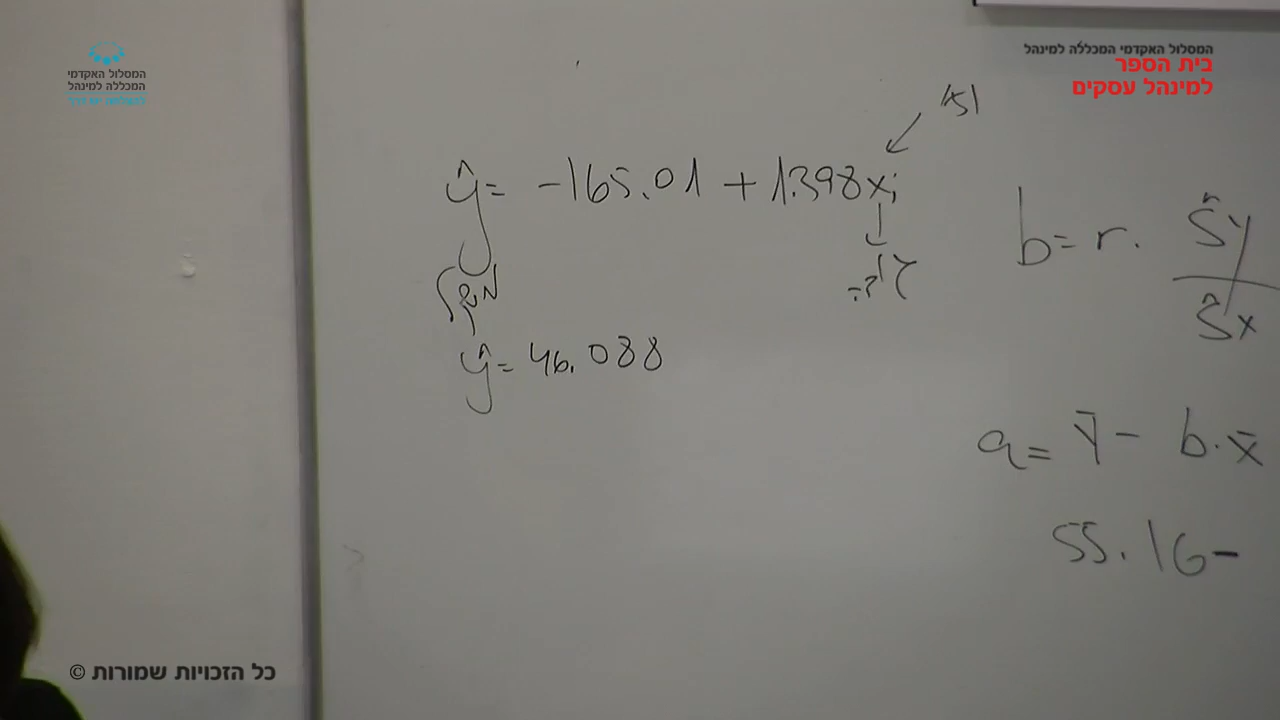 המסלול האקדמי המכללה למינהל
בית הספר
למינהל עסקים
המסלול האקדמי
המכללה למינהל
151
ŷ = -165.01 + 1.398xᵢ
משקל
גובה
ŷ = 46.088
b = r · Ŝy / Ŝx
a = ȳ - b · x̄
55.16 -
כל הזכויות שמורות ©